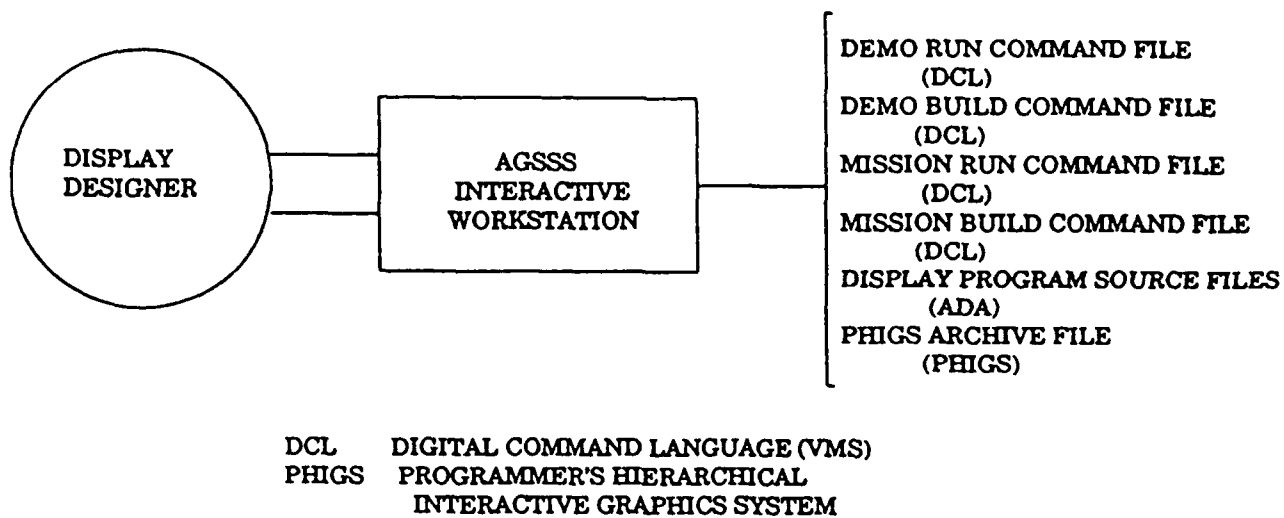 DISPLAY
DESIGNER
AGSSS
INTERACTIVE
WORKSTATION
DEMO RUN COMMAND FILE
(DCL)
DEMO BUILD COMMAND FILE
(DCL)
MISSION RUN COMMAND FILE
(DCL)
MISSION BUILD COMMAND FILE
(DCL)
DISPLAY PROGRAM SOURCE FILES
(ADA)
PHIGS ARCHIVE FILE
(PHIGS)
DCL DIGITAL COMMAND LANGUAGE (VMS)
PHIGS PROGRAMMER'S HIERARCHICAL
INTERACTIVE GRAPHICS SYSTEM